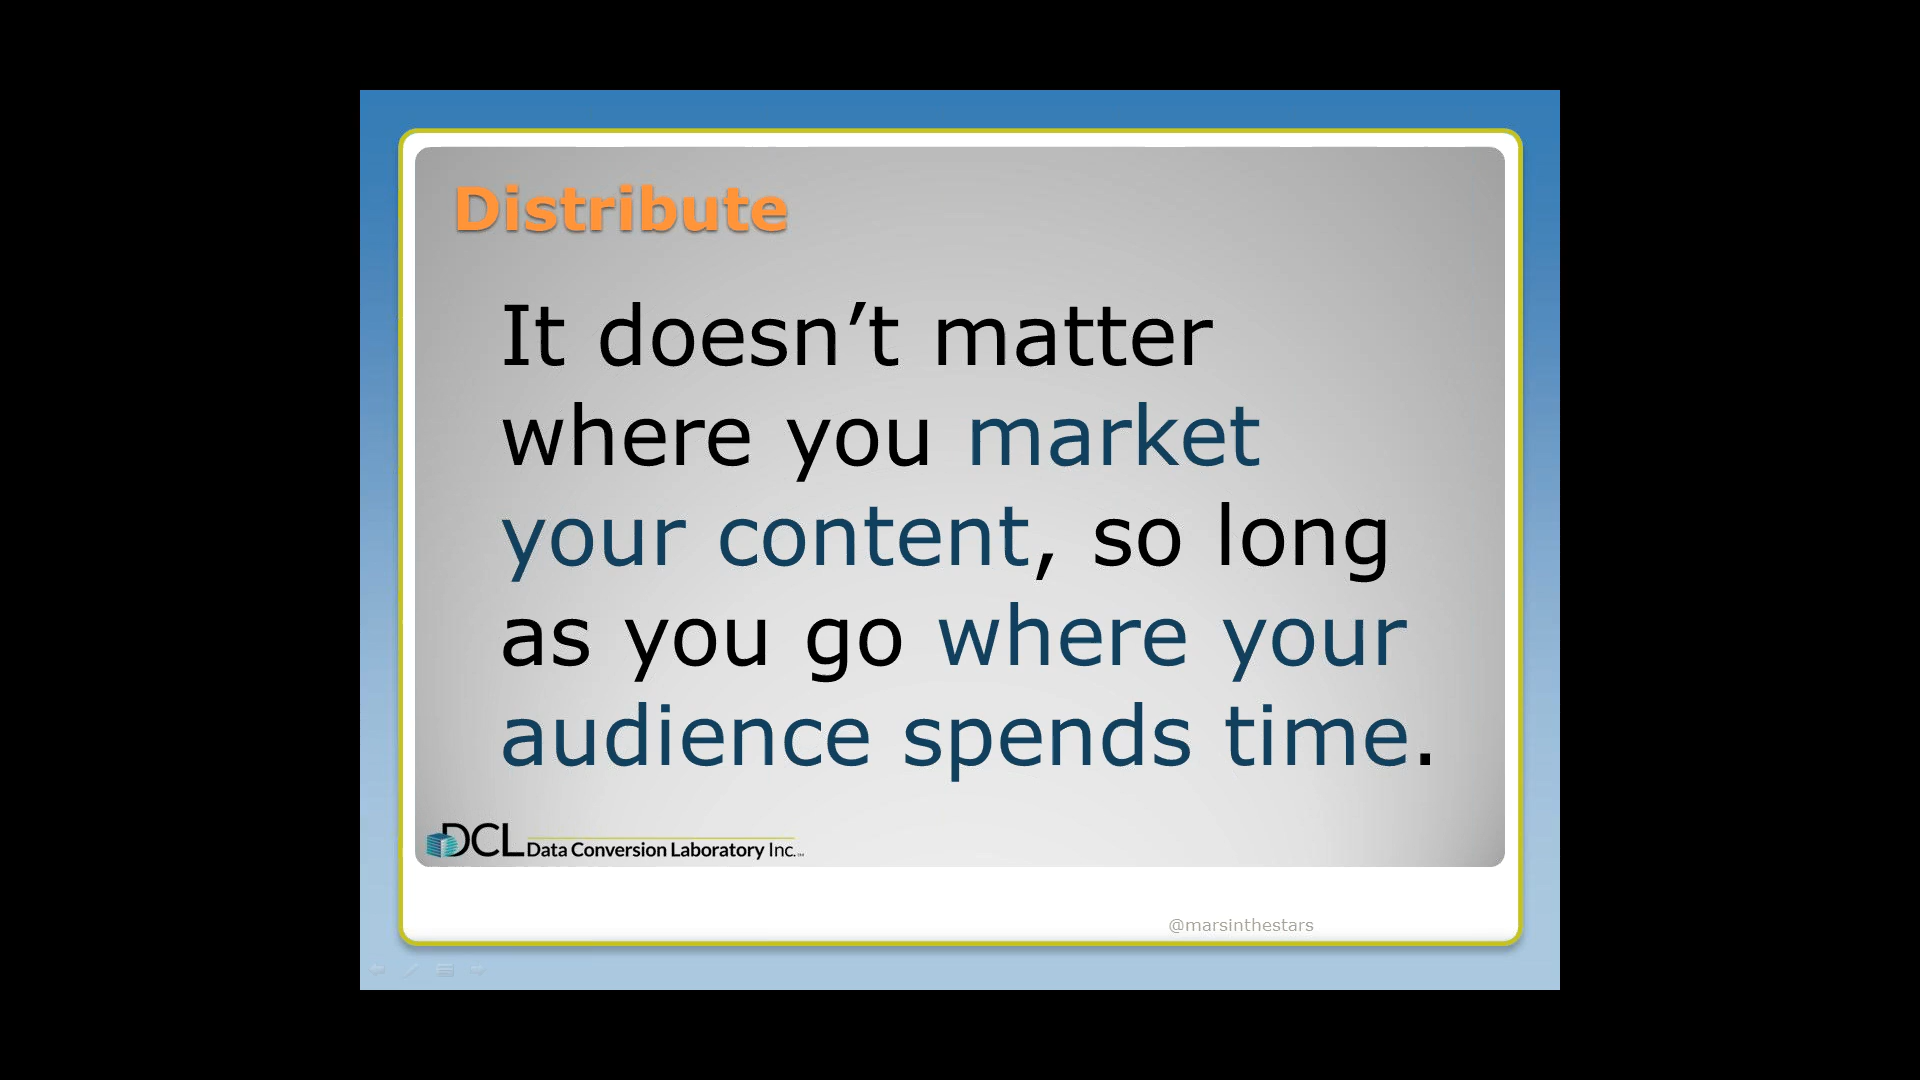 Distribute
It doesn’t matter
where you market
your content, so long
as you go where your
audience spends time.
DCL Data Conversion Laboratory Inc.
@marsinthestars